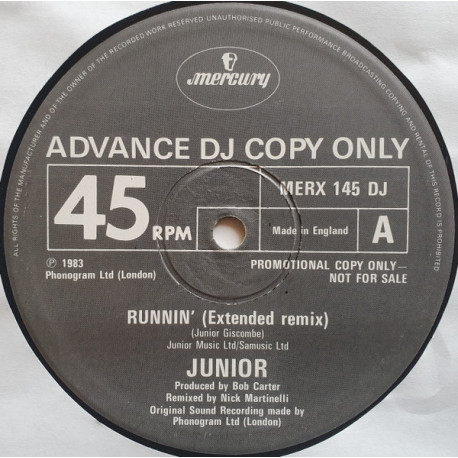 ALL RIGHTS OF THE MANUFACTURER AND OF THE OWNER OF THE RECORDED WORK RESERVED UNAUTHORISED PUBLIC PERFORMANCE BROADCASTING COPYING AND RENTAL OF THIS RECORD IS PROHIBITED
mercury
ADVANCE DJ COPY ONLY
45 RPM
MERX 145 DJ
Made in England
A
℗ 1983
Phonogram Ltd (London)
PROMOTIONAL COPY ONLY—
NOT FOR SALE
RUNNIN' (Extended remix)
(Junior Giscombe)
Junior Music Ltd/Samusic Ltd
JUNIOR
Produced by Bob Carter
Remixed by Nick Martinelli
Original Sound Recording made by
Phonogram Ltd (London)